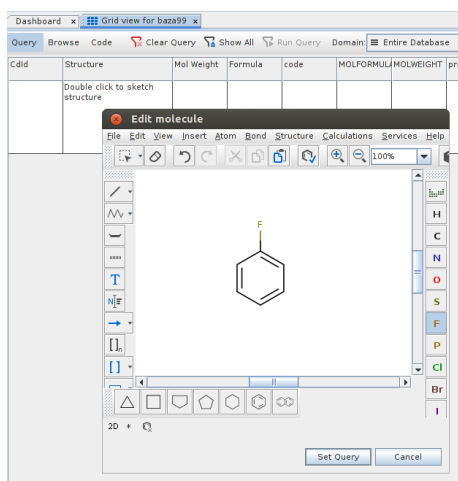 Dashboard x Grid view for baza99 x
Query Browse Code Clear Query Show All Run Query Domain: Entire Database
CdId Structure Mol Weight Formula code MOLFORMULA MOLWEIGHT
Double click to sketch
structure
Edit molecule
File Edit View Insert Atom Bond Structure Calculations Services Help
100%
F
H
C
N
O
S
F
P
Cl
Br
I
T
N
[ ]n
[ ]
2D +
Set Query Cancel